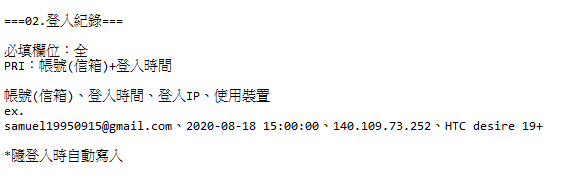 ===02.登入紀錄===
必填欄位：全
PRI：帳號(信箱)+登入時間
帳號(信箱)、登入時間、登入IP、使用裝置
ex.
samuel19950915@gmail.com、2020-08-18 15:00:00、140.109.73.252、HTC desire 19+
*隨登入時自動寫入